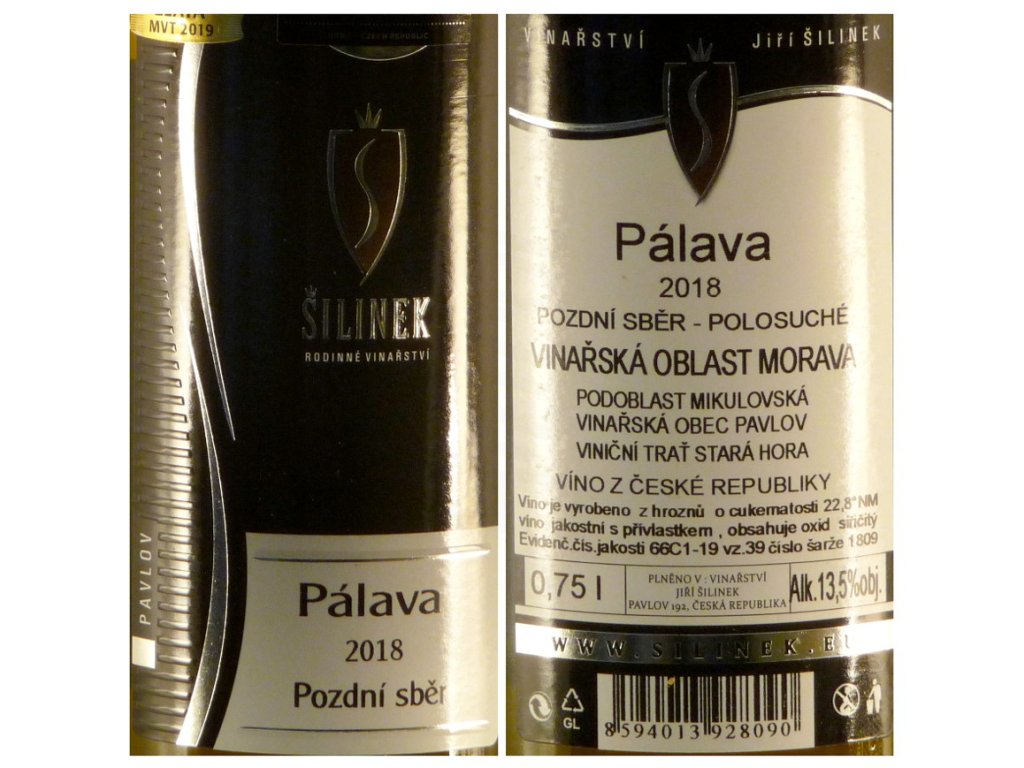 MVT 2019
CZECH REPUBLIC
ŠILINEK
RODINNÉ VINAŘSTVÍ
PAVLOV
Pálava
2018
Pozdní sběr
VINAŘSTVÍ Jiří ŠILINEK
Pálava
2018
POZDNÍ SBĚR - POLOSUCHÉ
VINAŘSKÁ OBLAST MORAVA
PODOBLAST MIKULOVSKÁ
VINAŘSKÁ OBEC PAVLOV
VINIČNÍ TRAŤ STARÁ HORA
VÍNO Z ČESKÉ REPUBLIKY
Víno je vyrobeno z hroznů o cukernatosti 22,8°NM
víno jakostní s přívlastkem , obsahuje oxid siřičitý
Evidenč.čís.jakosti 66C1-19 vz.39 číslo šarže 1809
0,75 l
PLNĚNO V : VINAŘSTVÍ
JIŘÍ ŠILINEK
PAVLOV 192, ČESKÁ REPUBLIKA
Alk.13,5%obj.
WWW.SILINEK.EU
GL
8594013928090